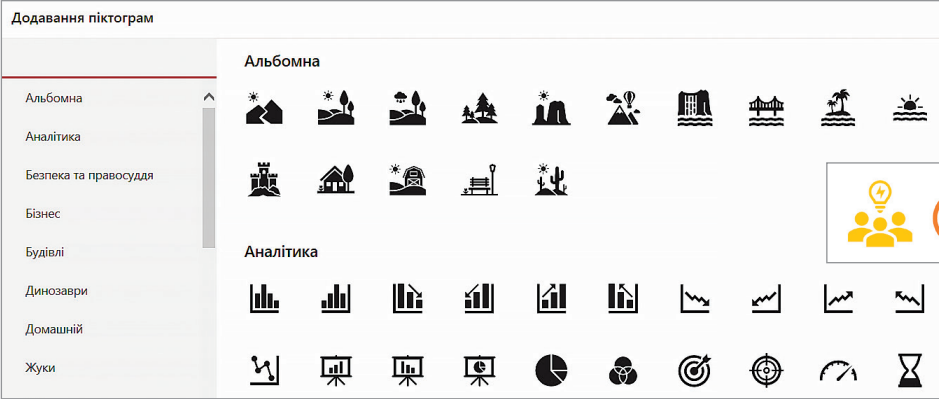 Додавання піктограм
Альбомна
Аналітика
Безпека та правосуддя
Бізнес
Будівлі
Динозаври
Домашній
Жуки
Альбомна
Аналітика